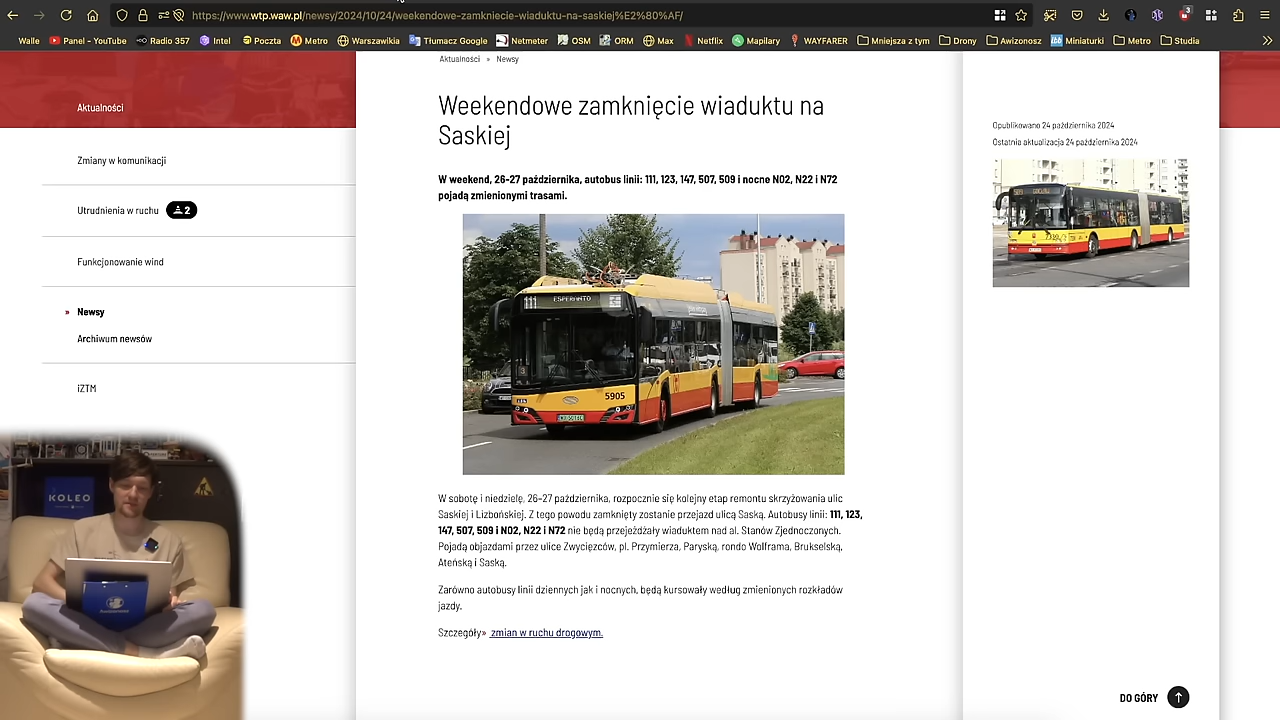 https://www.wtp.waw.pl/newsy/2024/10/24/weekendowe-zamkniecie-wiaduktu-na-saskiej%E2%80%AF/
3
Walle Panel - YouTube Radio 357 Intel Poczta Metro Warszawikia Tłumacz Google Netmeter OSM ORM Max Netflix Mapilary WAYFARER Mniejsza z tym Drony Awizonosz Miniaturki Metro Studia
Aktualności
Zmiany w komunikacji
Utrudnienia w ruchu 2
Funkcjonowanie wind
» Newsy
Archiwum newsów
iZTM
Aktualności » Newsy
Weekendowe zamknięcie wiaduktu na
Saskiej
W weekend, 26-27 października, autobus linii: 111, 123, 147, 507, 509 i nocne N02, N22 i N72
pojadą zmienionymi trasami.
111 ESPERANTO
3
5905
W sobotę i niedzielę, 26–27 października, rozpocznie się kolejny etap remontu skrzyżowania ulic
Saskiej i Lizbońskiej. Z tego powodu zamknięty zostanie przejazd ulicą Saską. Autobusy linii: 111, 123,
147, 507, 509 i N02, N22 i N72 nie będą przejeżdżały wiaduktem nad al. Stanów Zjednoczonych.
Pojadą objazdami przez ulice Zwycięzców, pl. Przymierza, Paryską, rondo Wolframa, Brukselską,
Ateńską i Saską.
Zarówno autobusy linii dziennych jak i nocnych, będą kursowały według zmienionych rozkładów
jazdy.
Szczegóły» zmian w ruchu drogowym.
Opublikowano 24 października 2024
Ostatnia aktualizacja 24 października 2024
DO GÓRY
KOLEO